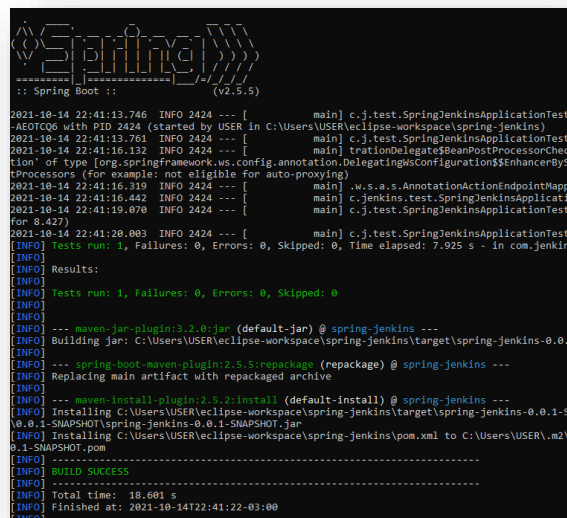 :: Spring Boot :: (v2.5.5)
2021-10-14 22:41:13.746 INFO 2424 --- [ main] c.j.test.SpringJenkinsApplicationTest
-AEOTCQ6 with PID 2424 (started by USER in C:\Users\USER\eclipse-workspace\spring-jenkins)
2021-10-14 22:41:13.761 INFO 2424 --- [ main] c.j.test.SpringJenkinsApplicationTest
2021-10-14 22:41:16.132 INFO 2424 --- [ main] trationDelegate$BeanPostProcessorChec
tion' of type [org.springframework.ws.config.annotation.DelegatingWsConfiguration$$EnhancerByS
tProcessors (for example: not eligible for auto-proxying)
2021-10-14 22:41:16.319 INFO 2424 --- [ main] .w.s.a.s.AnnotationActionEndpointMapp
2021-10-14 22:41:16.442 INFO 2424 --- [ main] c.jenkins.test.SpringJenkinsApplicati
2021-10-14 22:41:19.070 INFO 2424 --- [ main] c.j.test.SpringJenkinsApplicationTest
for 8.427)
2021-10-14 22:41:20.003 INFO 2424 --- [ main] c.j.test.SpringJenkinsApplicationTest
[INFO] Tests run: 1, Failures: 0, Errors: 0, Skipped: 0, Time elapsed: 7.925 s - in com.jenkin
[INFO]
[INFO] Results:
[INFO]
[INFO] Tests run: 1, Failures: 0, Errors: 0, Skipped: 0
[INFO]
[INFO]
[INFO] --- maven-jar-plugin:3.2.0:jar (default-jar) @ spring-jenkins ---
[INFO] Building jar: C:\Users\USER\eclipse-workspace\spring-jenkins\target\spring-jenkins-0.0.
[INFO]
[INFO] --- spring-boot-maven-plugin:2.5.5:repackage (repackage) @ spring-jenkins ---
[INFO] Replacing main artifact with repackaged archive
[INFO]
[INFO] --- maven-install-plugin:2.5.2:install (default-install) @ spring-jenkins ---
[INFO] Installing C:\Users\USER\eclipse-workspace\spring-jenkins\target\spring-jenkins-0.0.1-S
\0.0.1-SNAPSHOT\spring-jenkins-0.0.1-SNAPSHOT.jar
[INFO] Installing C:\Users\USER\eclipse-workspace\spring-jenkins\pom.xml to C:\Users\USER\.m2\
0.1-SNAPSHOT.pom
[INFO] ------------------------------------------------------------------------
[INFO] BUILD SUCCESS
[INFO] ------------------------------------------------------------------------
[INFO] Total time: 18.601 s
[INFO] Finished at: 2021-10-14T22:41:22-03:00